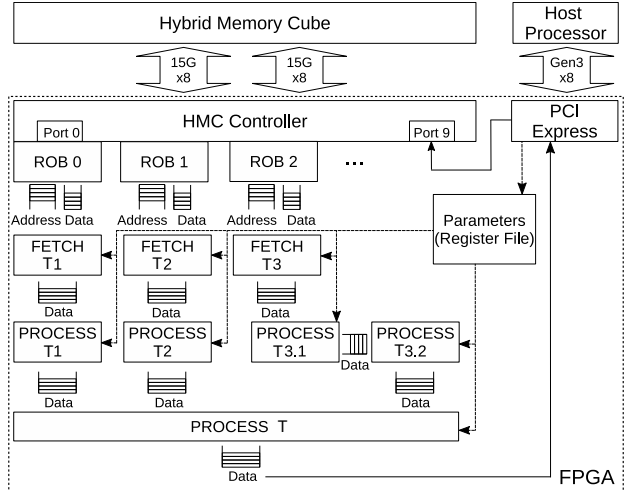 Hybrid Memory Cube
Host
Processor
15G
x8
15G
x8
Gen3
x8
HMC Controller
Port 0
Port 9
PCI
Express
ROB 0
ROB 1
ROB 2
...
Address Data
Address Data
Address Data
Parameters
(Register File)
FETCH
T1
FETCH
T2
FETCH
T3
Data
Data
Data
PROCESS
T1
PROCESS
T2
PROCESS
T3.1
Data
PROCESS
T3.2
Data
Data
Data
PROCESS T
Data
FPGA